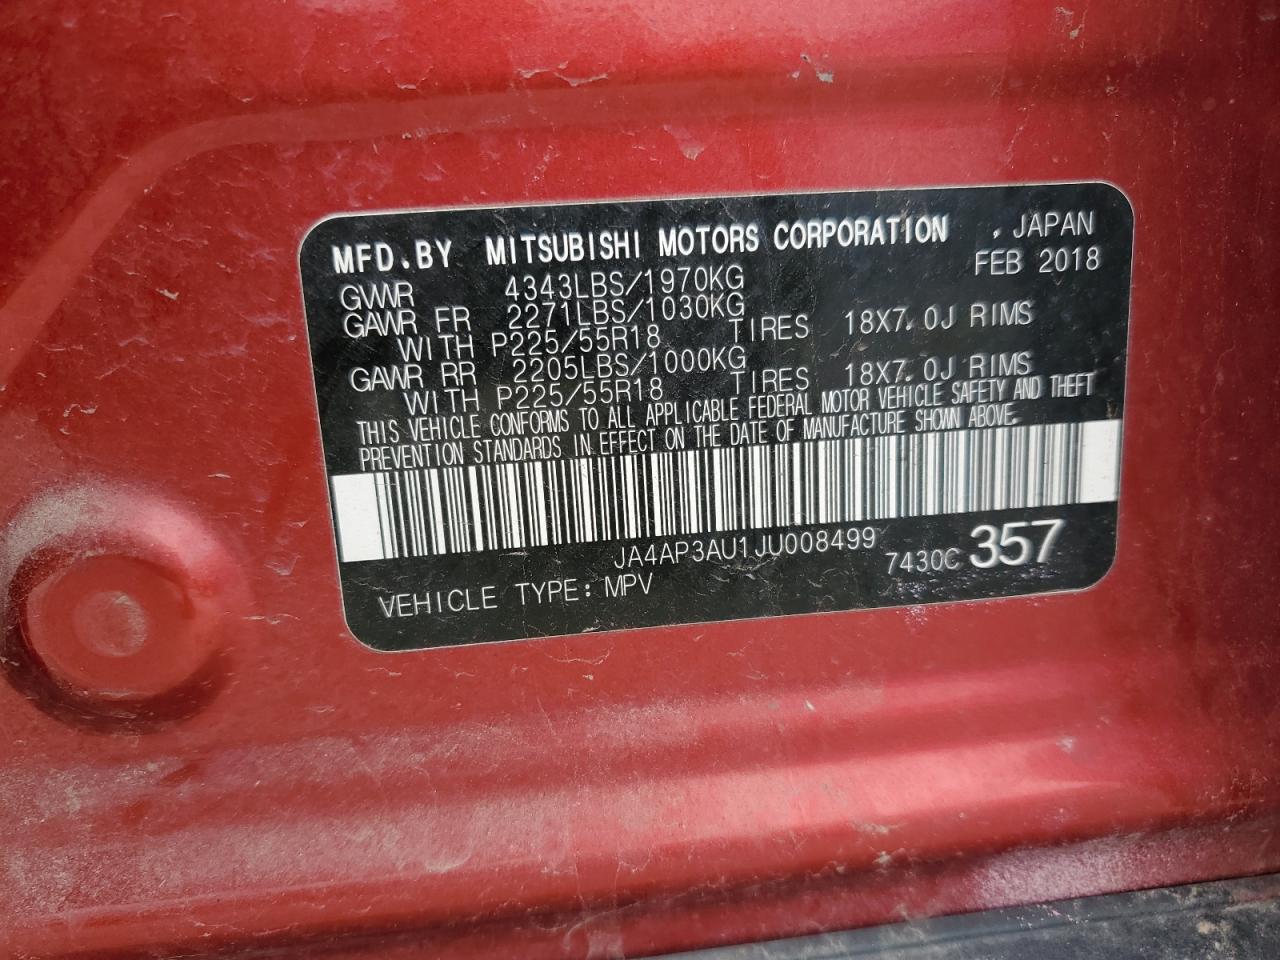 MFD.BY MITSUBISHI MOTORS CORPORATION , JAPAN
FEB 2018
GWWR 4343LBS/1970KG
GAWR FR 2271LBS/1030KG
WITH P225/55R18 TIRES 18X7.0J RIMS
GAWR RR 2205LBS/1000KG
WITH P225/55R18 TIRES 18X7.0J RIMS
THIS VEHICLE CONFORMS TO ALL APPLICABLE FEDERAL MOTOR VEHICLE SAFETY AND THEFT
PREVENTION STANDARDS IN EFFECT ON THE DATE OF MANUFACTURE SHOWN ABOVE.
JA4AP3AU1JU008499
7430C 357
VEHICLE TYPE: MPV